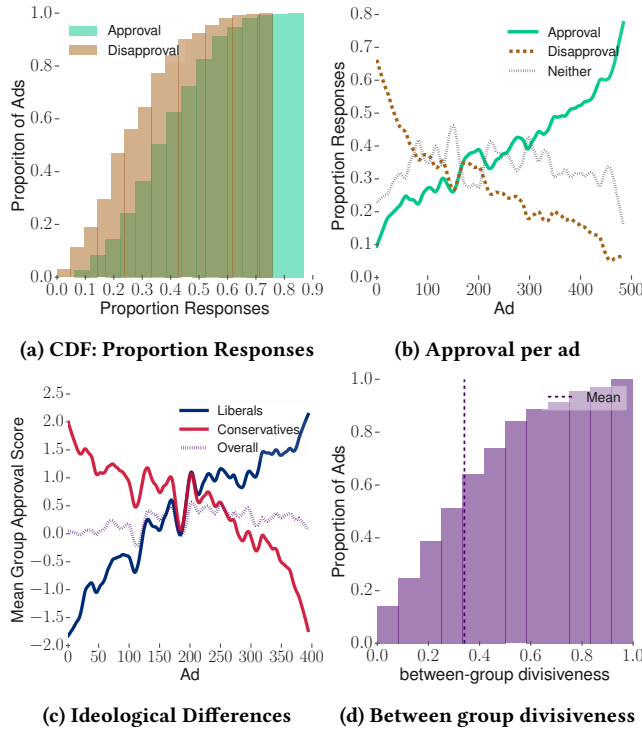 Approval
Disapproval
1.0
0.8
0.6
0.4
0.2
0.0
Proporiton of Ads
0.0 0.1 0.2 0.3 0.4 0.5 0.6 0.7 0.8 0.9
Proportion Responses
(a) CDF: Proportion Responses
Approval
Disapproval
Neither
0.8
0.7
0.6
0.5
0.4
0.3
0.2
0.1
0.0
Proportion Responses
0 100 200 300 400 500
Ad
(b) Approval per ad
Liberals
Conservatives
Overall
2.5
2.0
1.5
1.0
0.5
0.0
−0.5
−1.0
−1.5
−2.0
Mean Group Approval Score
0 50 100 150 200 250 300 350 400
Ad
(c) Ideological Differences
Mean
1.0
0.8
0.6
0.4
0.2
0.0
Proportion of Ads
0.0 0.2 0.4 0.6 0.8 1.0
between-group divisiveness
(d) Between group divisiveness